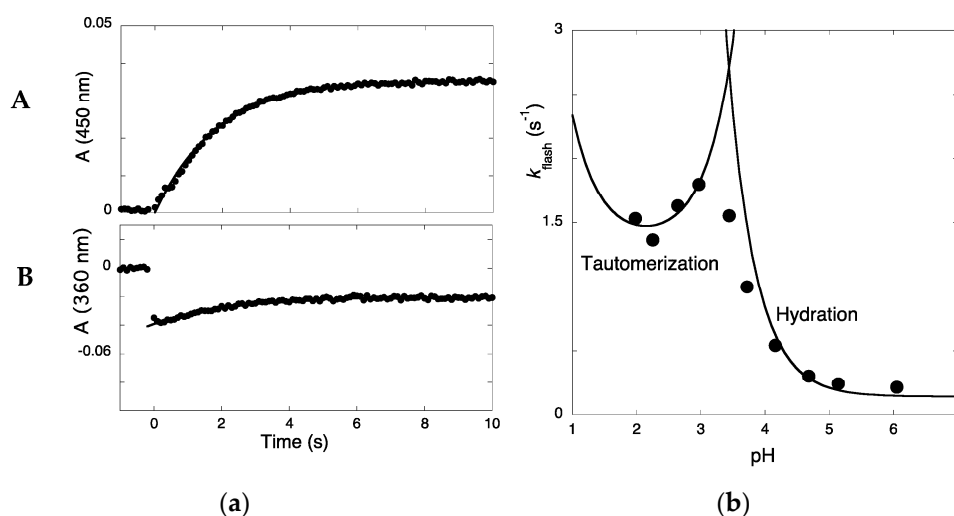 A
0.05
A (450 nm)
0
B
0
A (360 nm)
-0.06
0
2
4
6
8
10
Time (s)
(a)
3
k flash (s-1)
1.5
0
Tautomerization
Hydration
1
2
3
4
5
6
pH
(b)